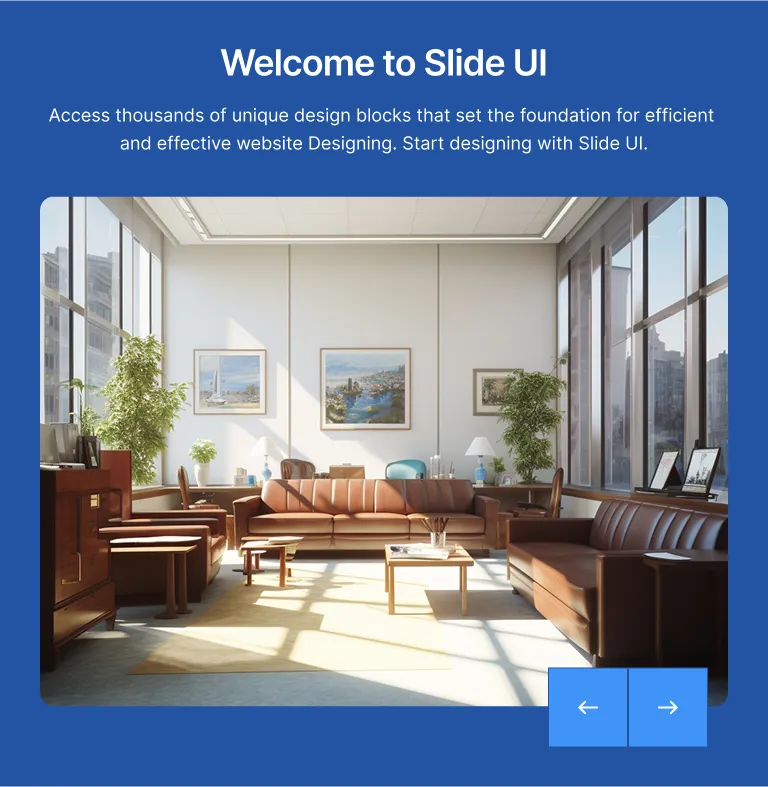 Welcome to Slide UI
Access thousands of unique design blocks that set the foundation for efficient
and effective website Designing. Start designing with Slide UI.